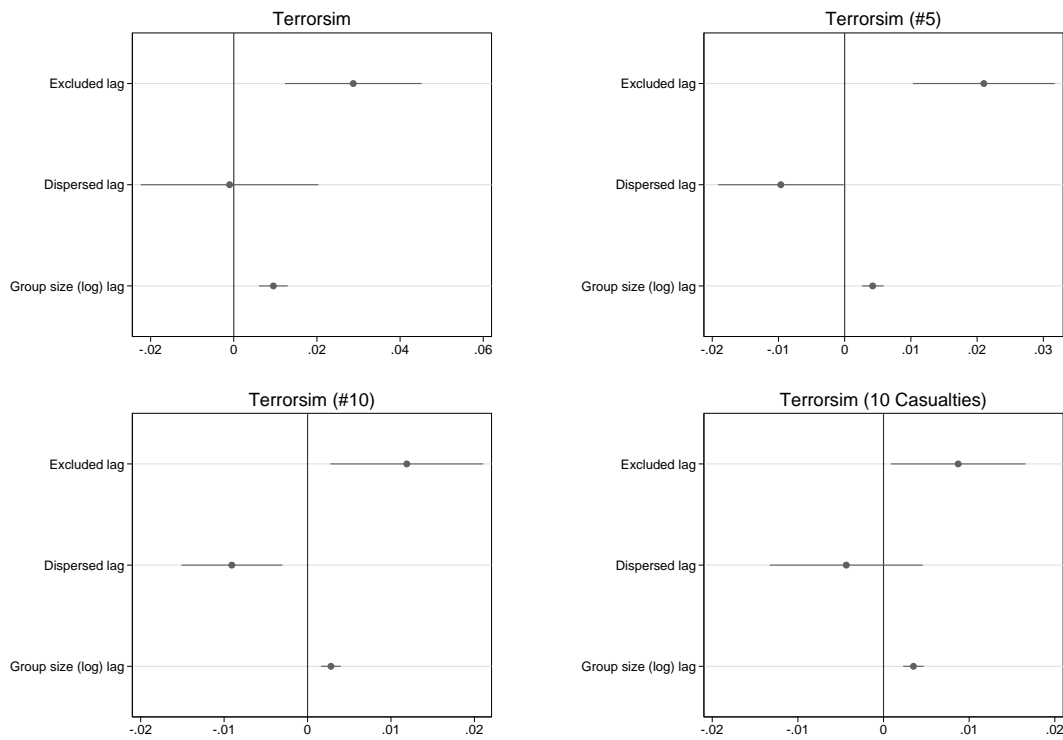 Terrorsim
Excluded lag
Dispersed lag
Group size (log) lag
-.02 0 .02 .04 .06
Terrorsim (#5)
Excluded lag
Dispersed lag
Group size (log) lag
-.02 -.01 0 .01 .02 .03
Terrorsim (#10)
Excluded lag
Dispersed lag
Group size (log) lag
-.02 -.01 0 .01 .02
Terrorsim (10 Casualties)
Excluded lag
Dispersed lag
Group size (log) lag
-.02 -.01 0 .01 .02